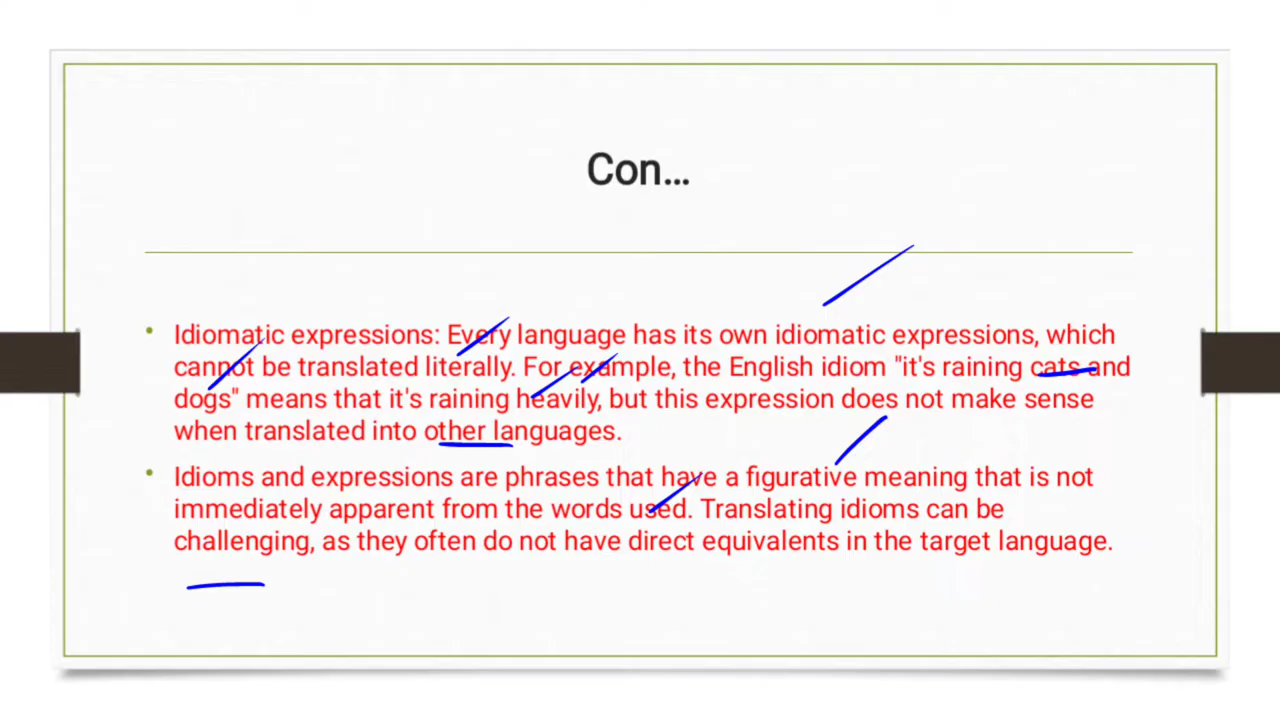 Con...
• Idiomatic expressions: Every language has its own idiomatic expressions, which
cannot be translated literally. For example, the English idiom "it's raining cats and
dogs" means that it's raining heavily, but this expression does not make sense
when translated into other languages.
• Idioms and expressions are phrases that have a figurative meaning that is not
immediately apparent from the words used. Translating idioms can be
challenging, as they often do not have direct equivalents in the target language.